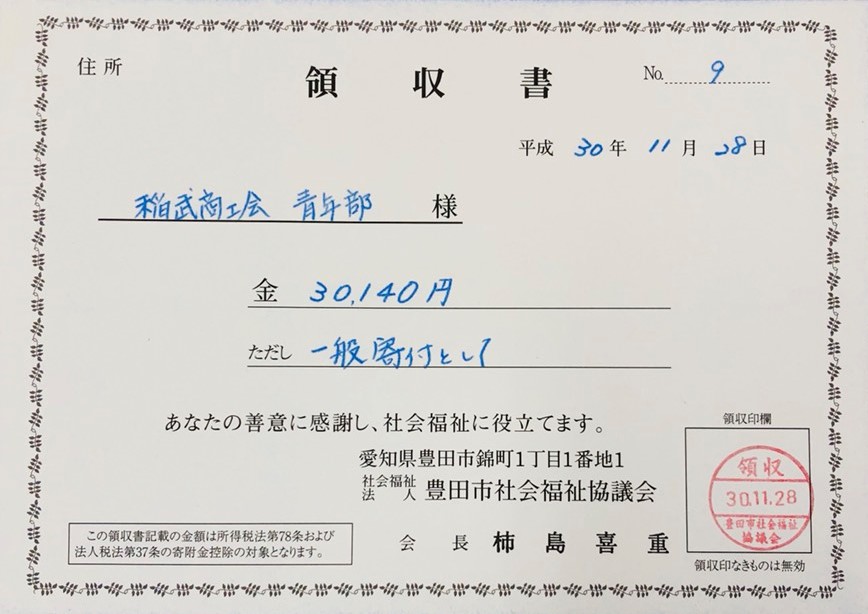 領収書
住所
No. 9
平成 30年 11月 28日
稲武商工会 青年部 様
金 30,140円
ただし 一般寄付として
あなたの善意に感謝し、社会福祉に役立てます。
愛知県豊田市錦町1丁目1番地1
社会福祉法人 豊田市社会福祉協議会
会長 柿島喜重
この領収書記載の金額は所得税法第78条および
法人税法第37条の寄附金控除の対象となります。
領収印欄
領収
30.11.28
豊田市社会福祉
協議会
領収印なきものは無効